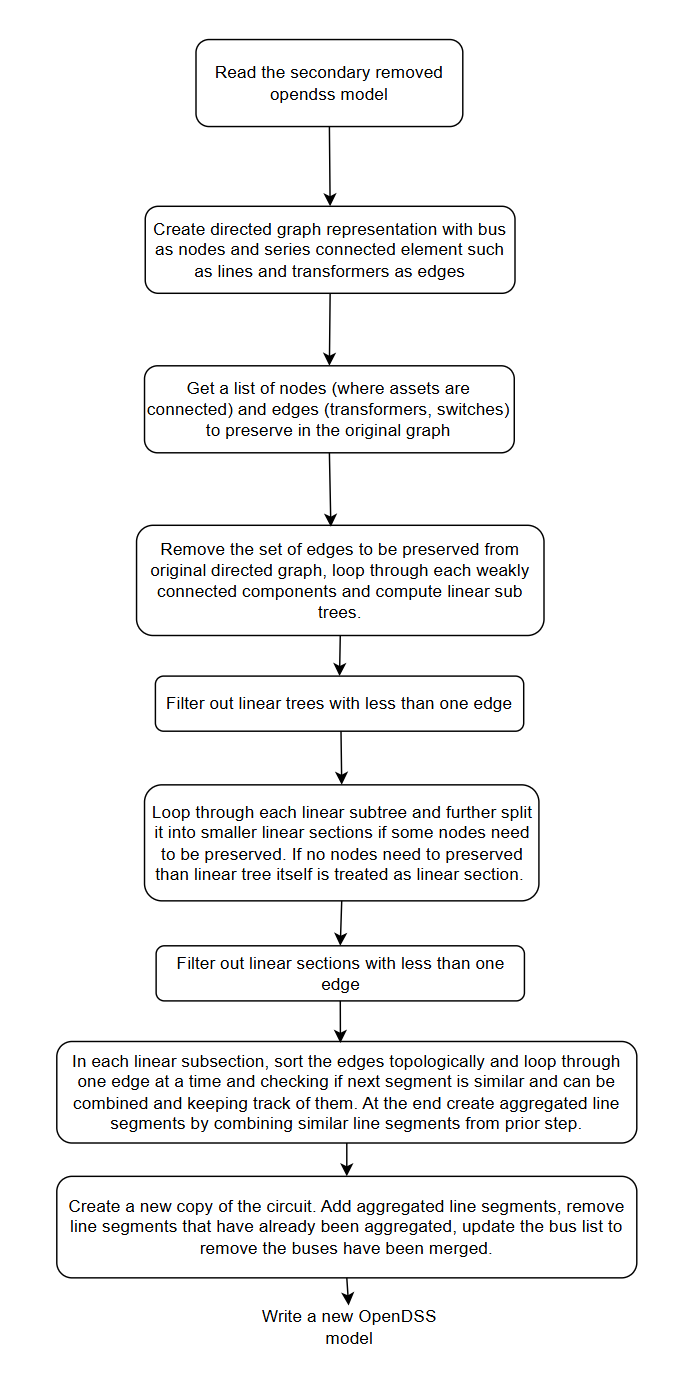 Read the secondary removed
opendss model
Create directed graph representation with bus
as nodes and series connected element such
as lines and transformers as edges
Get a list of nodes (where assets are
connected) and edges (transformers, switches)
to preserve in the original graph
Remove the set of edges to be preserved from
original directed graph, loop through each weakly
connected components and compute linear sub
trees.
Filter out linear trees with less than one edge
Loop through each linear subtree and further split
it into smaller linear sections if some nodes need
to be preserved. If no nodes need to preserved
than linear tree itself is treated as linear section.
Filter out linear sections with less than one
edge
In each linear subsection, sort the edges topologically and loop through
one edge at a time and checking if next segment is similar and can be
combined and keeping track of them. At the end create aggregated line
segments by combining similar line segments from prior step.
Create a new copy of the circuit. Add aggregated line segments, remove
line segments that have already been aggregated, update the bus list to
remove the buses have been merged.
Write a new OpenDSS
model